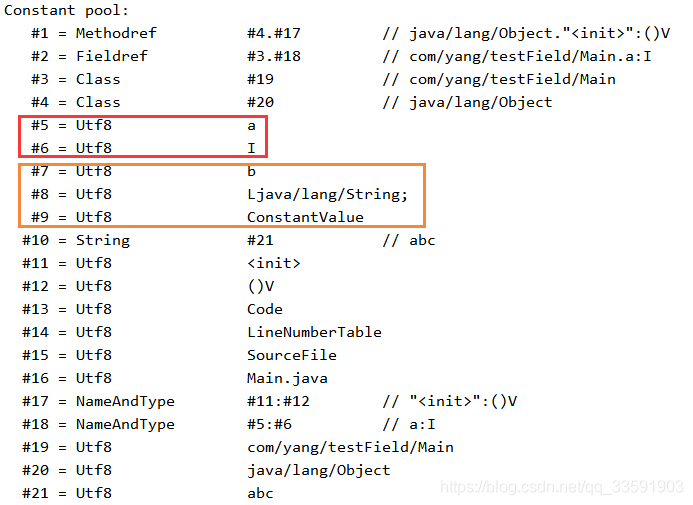 Constant pool:
#1 = Methodref #4.#17 // java/lang/Object."<init>":()V
#2 = Fieldref #3.#18 // com/yang/testField/Main.a:I
#3 = Class #19 // com/yang/testField/Main
#4 = Class #20 // java/lang/Object
#5 = Utf8 a
#6 = Utf8 I
#7 = Utf8 b
#8 = Utf8 Ljava/lang/String;
#9 = Utf8 ConstantValue
#10 = String #21 // abc
#11 = Utf8 <init>
#12 = Utf8 ()V
#13 = Utf8 Code
#14 = Utf8 LineNumberTable
#15 = Utf8 SourceFile
#16 = Utf8 Main.java
#17 = NameAndType #11:#12 // "<init>":()V
#18 = NameAndType #5:#6 // a:I
#19 = Utf8 com/yang/testField/Main
#20 = Utf8 java/lang/Object
#21 = Utf8 abc
https://blog.csdn.net/qq_33591903